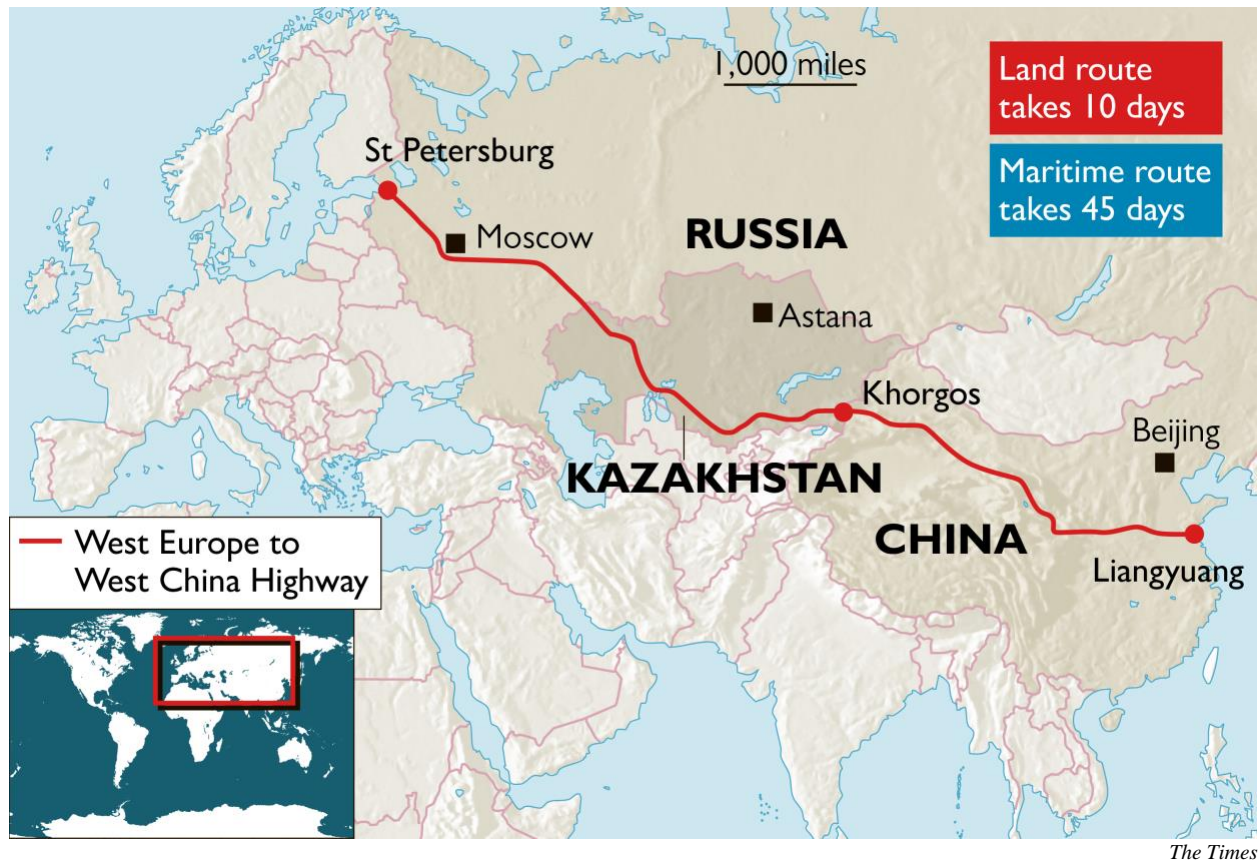 1,000 miles
Land route
takes 10 days
Maritime route
takes 45 days
St Petersburg
Moscow
RUSSIA
Astana
Khorgos
Beijing
KAZAKHSTAN
CHINA
Liangyuang
West Europe to
West China Highway
The Times